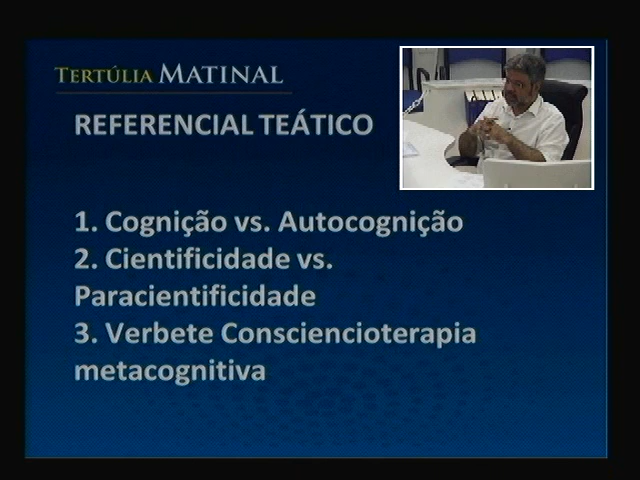 TERTÚLIA MATINAL
REFERENCIAL TEÁTICO
1. Cognição vs. Autocognição
2. Cientificidade vs.
Paracientificidade
3. Verbete Consciencioterapia
metacognitiva